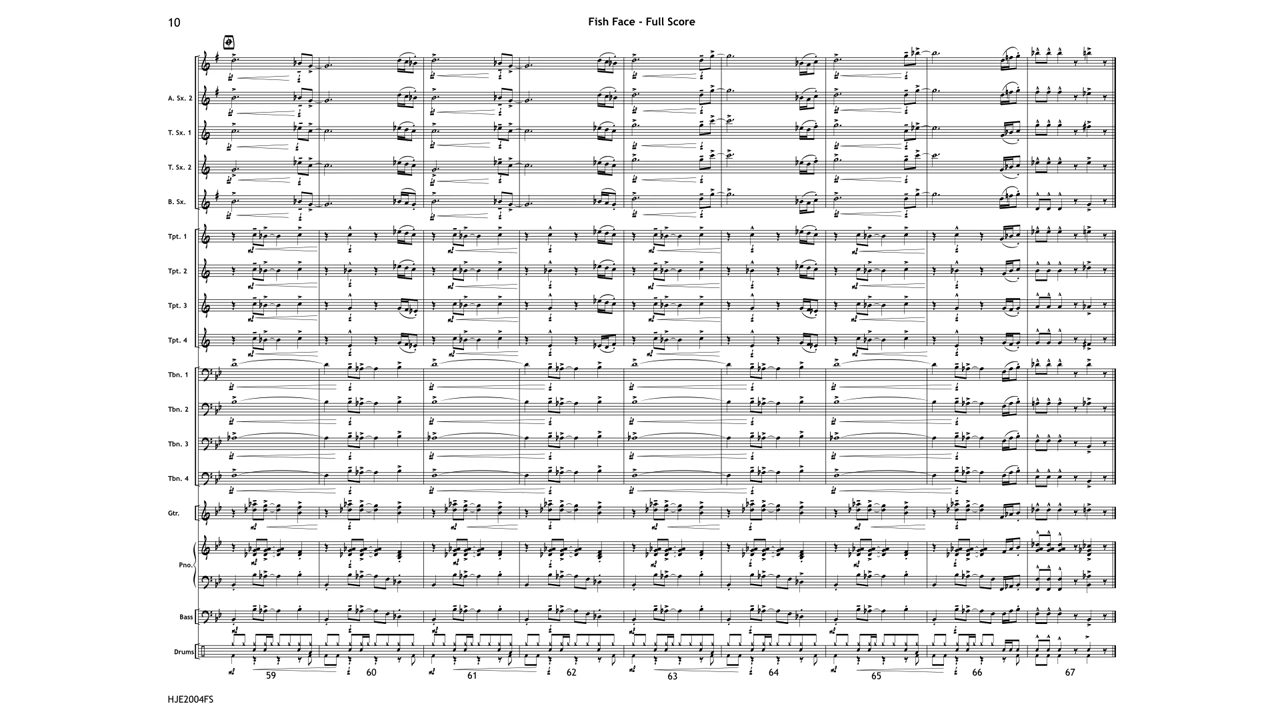 10
Fish Face - Full Score
A. Sx. 2
T. Sx. 1
T. Sx. 2
B. Sx.
Tpt. 1
Tpt. 2
Tpt. 3
Tpt. 4
Tbn. 1
Tbn. 2
Tbn. 3
Tbn. 4
Gtr.
Pno.
Bass
Drums
59 60 61 62 63 64 65 66 67
HJE2004FS